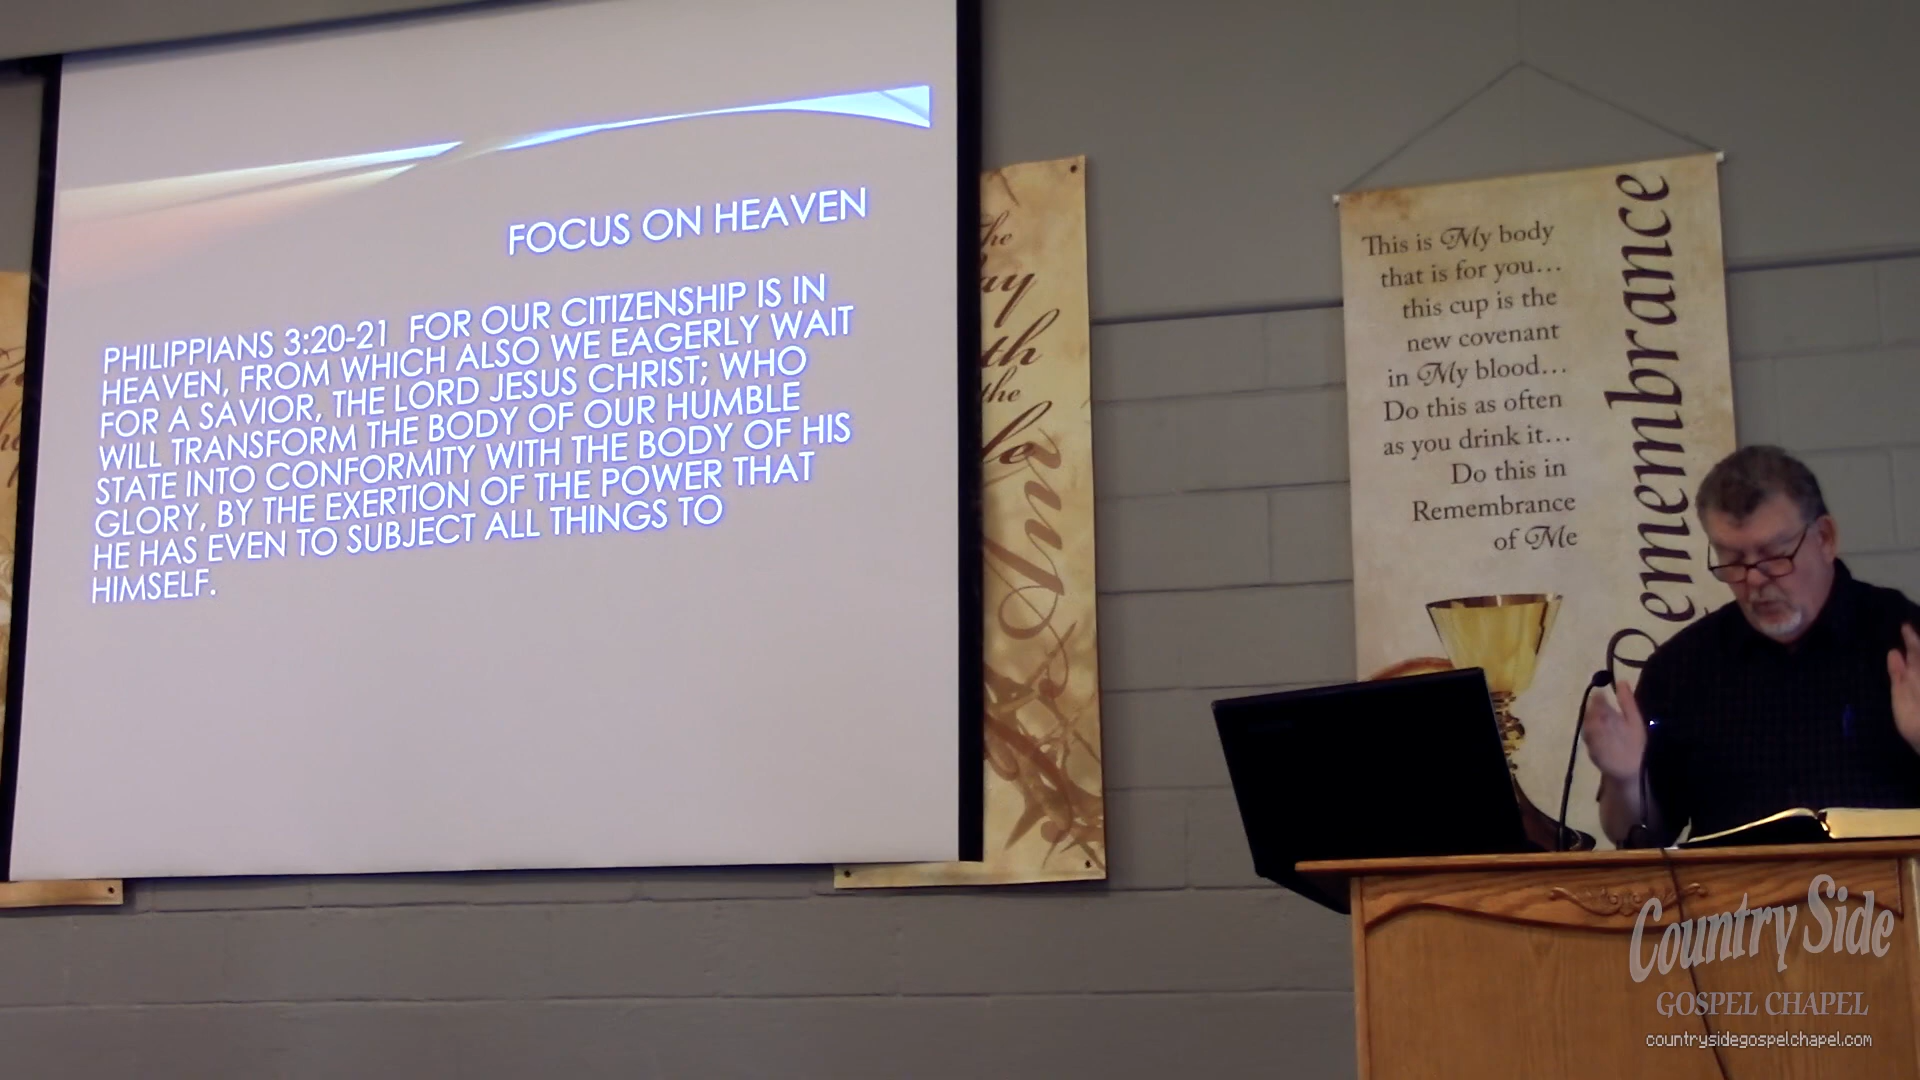 FOCUS ON HEAVEN
PHILIPPIANS 3:20-21 FOR OUR CITIZENSHIP IS IN
HEAVEN, FROM WHICH ALSO WE EAGERLY WAIT
FOR A SAVIOR, THE LORD JESUS CHRIST; WHO
WILL TRANSFORM THE BODY OF OUR HUMBLE
STATE INTO CONFORMITY WITH THE BODY OF HIS
GLORY, BY THE EXERTION OF THE POWER THAT
HE HAS EVEN TO SUBJECT ALL THINGS TO
HIMSELF.
the
This is My body
that is for you...
this cup is the
new covenant
in My blood...
Do this as often
as you drink it...
Do this in
Remembrance
of Me
Remembrance
Country Side
GOSPEL CHAPEL
countrysidegospelchapel.com